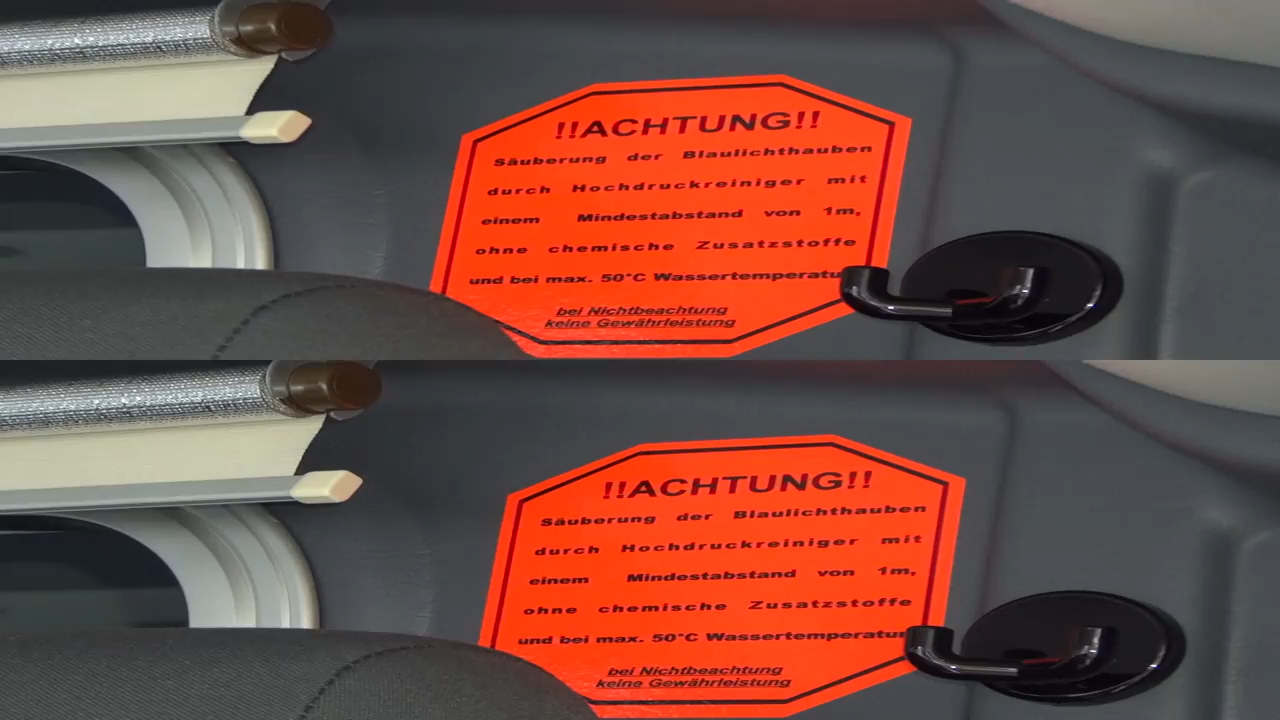 !!ACHTUNG!!
Säuberung der Blaulichthauben
durch Hochdruckreiniger mit
einem Mindestabstand von 1m,
ohne chemische Zusatzstoffe
und bei max. 50°C Wassertemperatu
bei Nichtbeachtung
keine Gewährleistung
!!ACHTUNG!!
Säuberung der Blaulichthauben
durch Hochdruckreiniger mit
einem Mindestabstand von 1m,
ohne chemische Zusatzstoffe
und bei max. 50°C Wassertemperatur
bei Nichtbeachtung
keine Gewährleistung